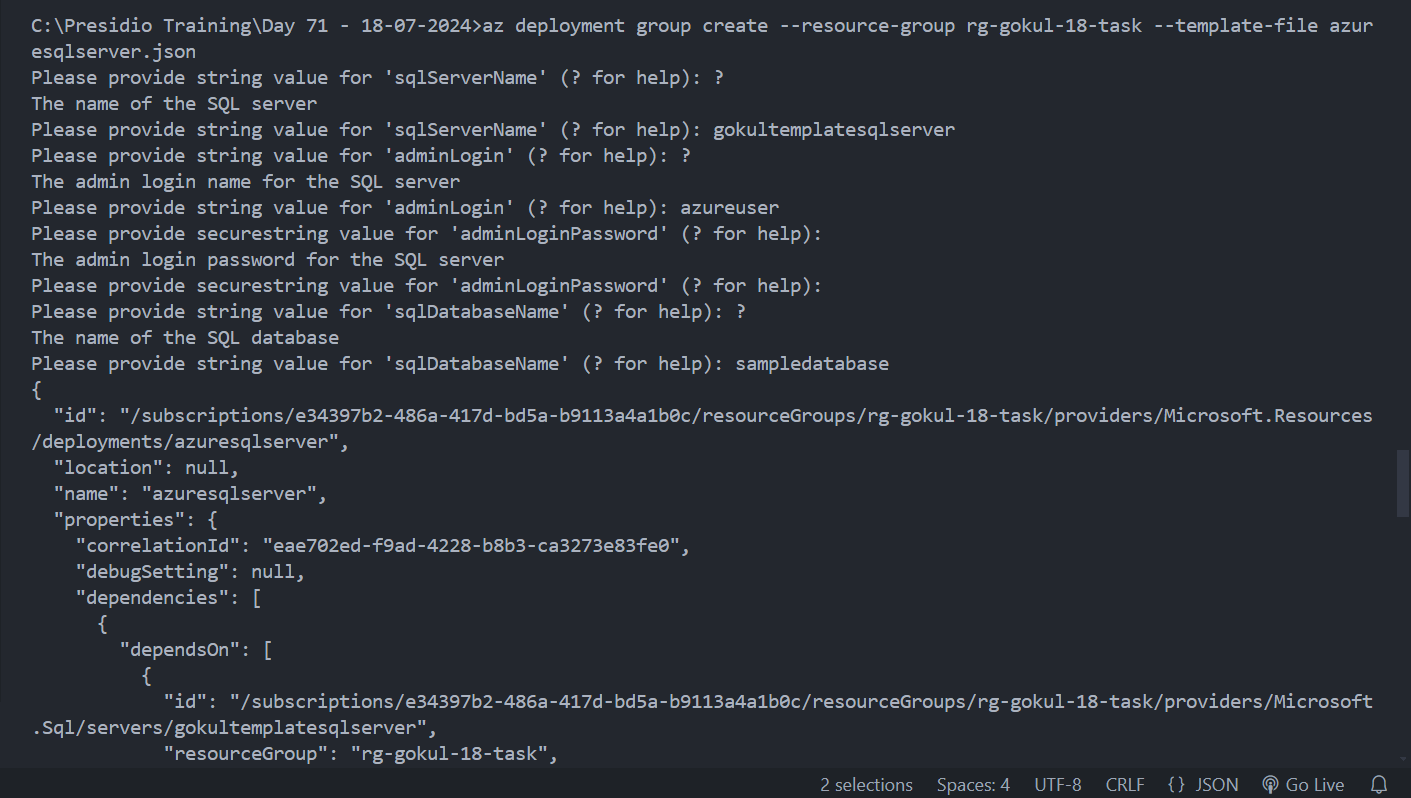 C:\Presidio Training\Day 71 - 18-07-2024>az deployment group create --resource-group rg-gokul-18-task --template-file azur
esqlserver.json
Please provide string value for 'sqlServerName' (? for help): ?
The name of the SQL server
Please provide string value for 'sqlServerName' (? for help): gokultemplatesqlserver
Please provide string value for 'adminLogin' (? for help): ?
The admin login name for the SQL server
Please provide string value for 'adminLogin' (? for help): azureuser
Please provide securestring value for 'adminLoginPassword' (? for help):
The admin login password for the SQL server
Please provide securestring value for 'adminLoginPassword' (? for help):
Please provide string value for 'sqlDatabaseName' (? for help): ?
The name of the SQL database
Please provide string value for 'sqlDatabaseName' (? for help): sampledatabase
{
  "id": "/subscriptions/e34397b2-486a-417d-bd5a-b9113a4a1b0c/resourceGroups/rg-gokul-18-task/providers/Microsoft.Resources
/deployments/azuresqlserver",
  "location": null,
  "name": "azuresqlserver",
  "properties": {
    "correlationId": "eae702ed-f9ad-4228-b8b3-ca3273e83fe0",
    "debugSetting": null,
    "dependencies": [
      {
        "dependsOn": [
          {
            "id": "/subscriptions/e34397b2-486a-417d-bd5a-b9113a4a1b0c/resourceGroups/rg-gokul-18-task/providers/Microsoft
.Sql/servers/gokultemplatesqlserver",
            "resourceGroup": "rg-gokul-18-task",
2 selections Spaces: 4 UTF-8 CRLF {} JSON Go Live